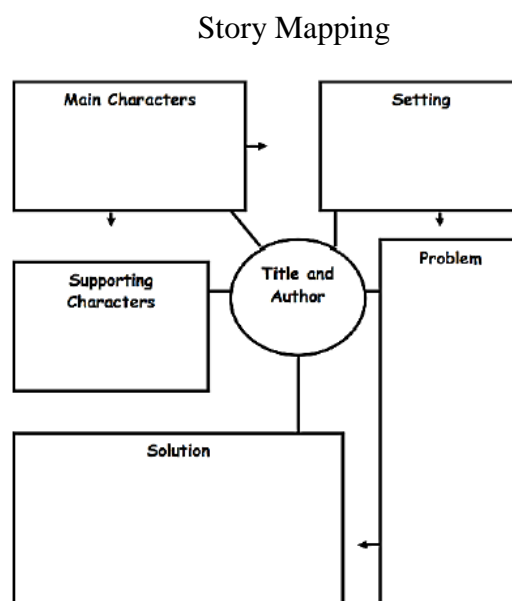 Story Mapping
Main Characters
Setting
Supporting
Characters
Title and
Author
Problem
Solution